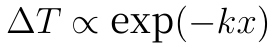 ΔT ∝ exp(−kx)